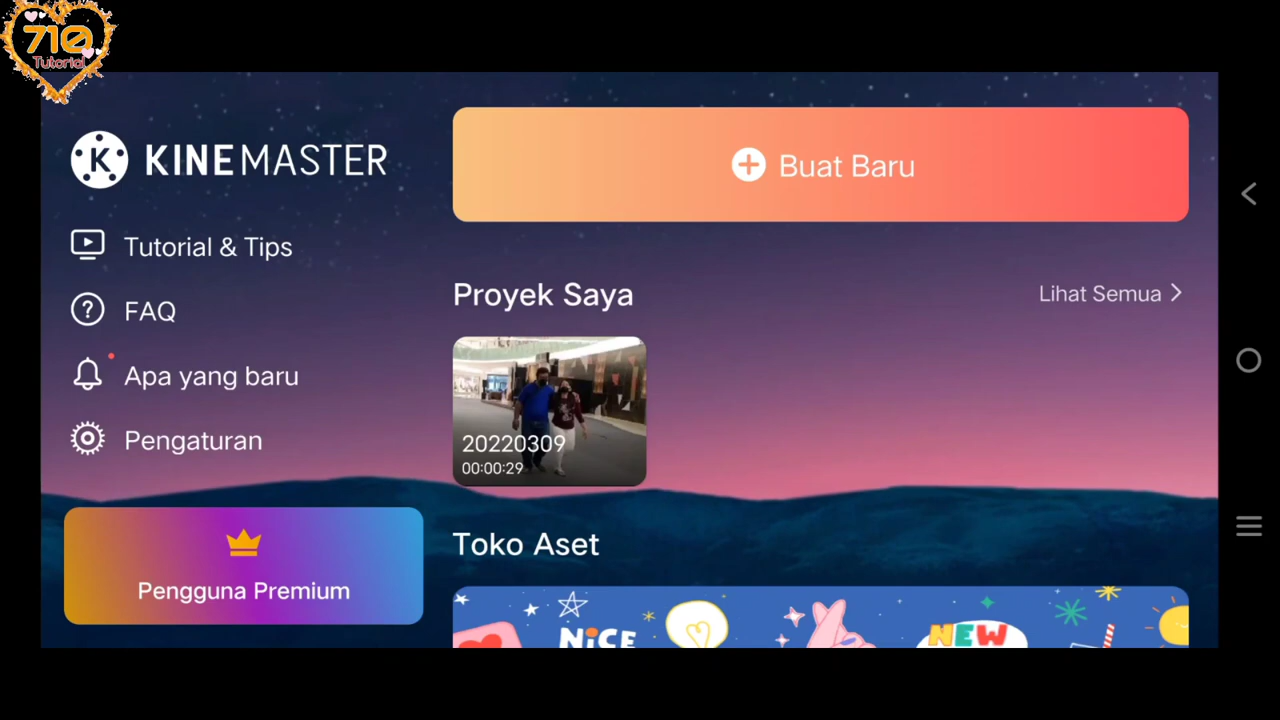 710
Tutorial
KINEMASTER
Tutorial & Tips
FAQ
Apa yang baru
Pengaturan
Pengguna Premium
Buat Baru
Proyek Saya
Lihat Semua
20220309
00:00:29
Toko Aset
NiCE
NEW